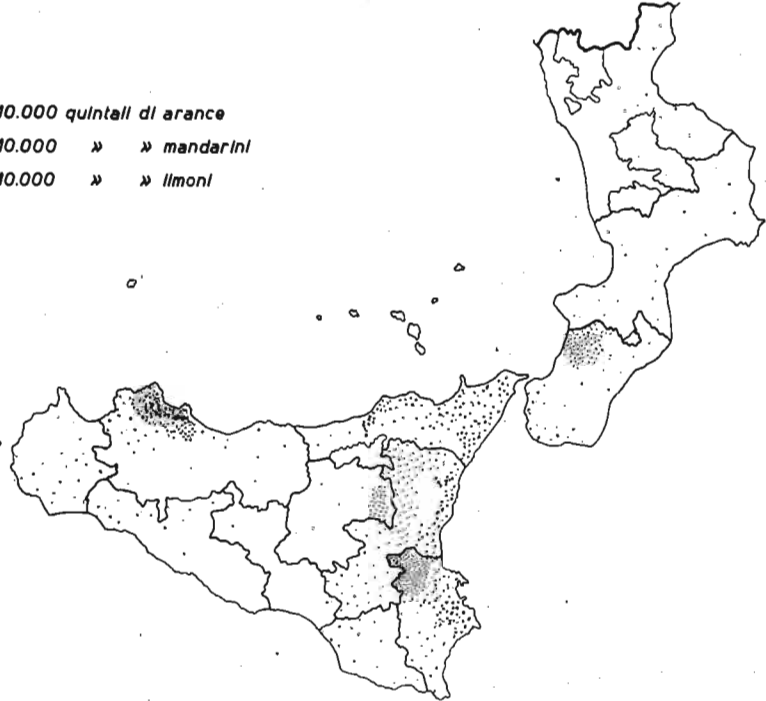 10.000 quintali di arance
10.000 » » mandarini
10.000 » » limoni